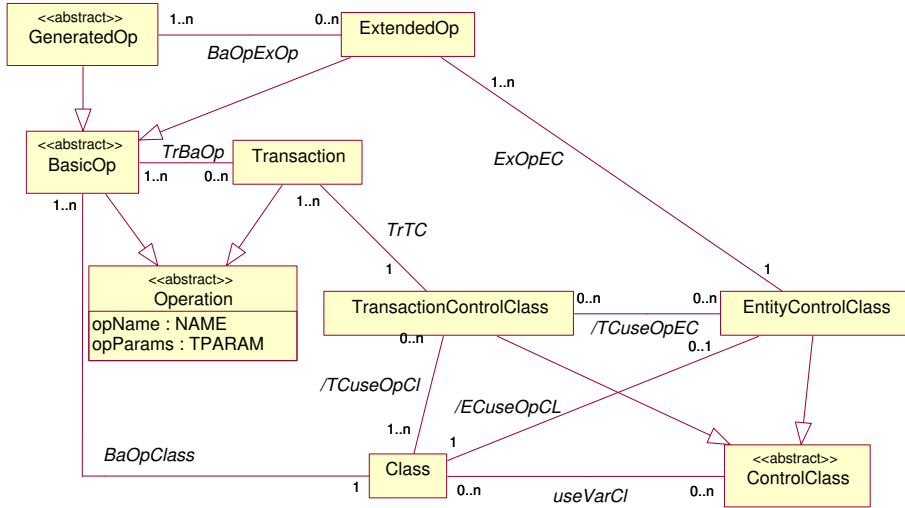 <<abstract>>
GeneratedOp
1..n
0..n
BaOpExOp
ExtendedOp
1..n
<<abstract>>
BasicOp
TrBaOp
1..n
0..n
Transaction
ExOpEC
1..n
1..n
TrTC
1
1
<<abstract>>
Operation
opName : NAME
opParams : TPARAM
TransactionControlClass
0..n
0..n
/TCuseOpEC
EntityControlClass
0..n
0..1
/TCuseOpCl
/ECuseOpCL
1..n
1
BaOpClass
1
Class
0..n
useVarCl
0..n
<<abstract>>
ControlClass